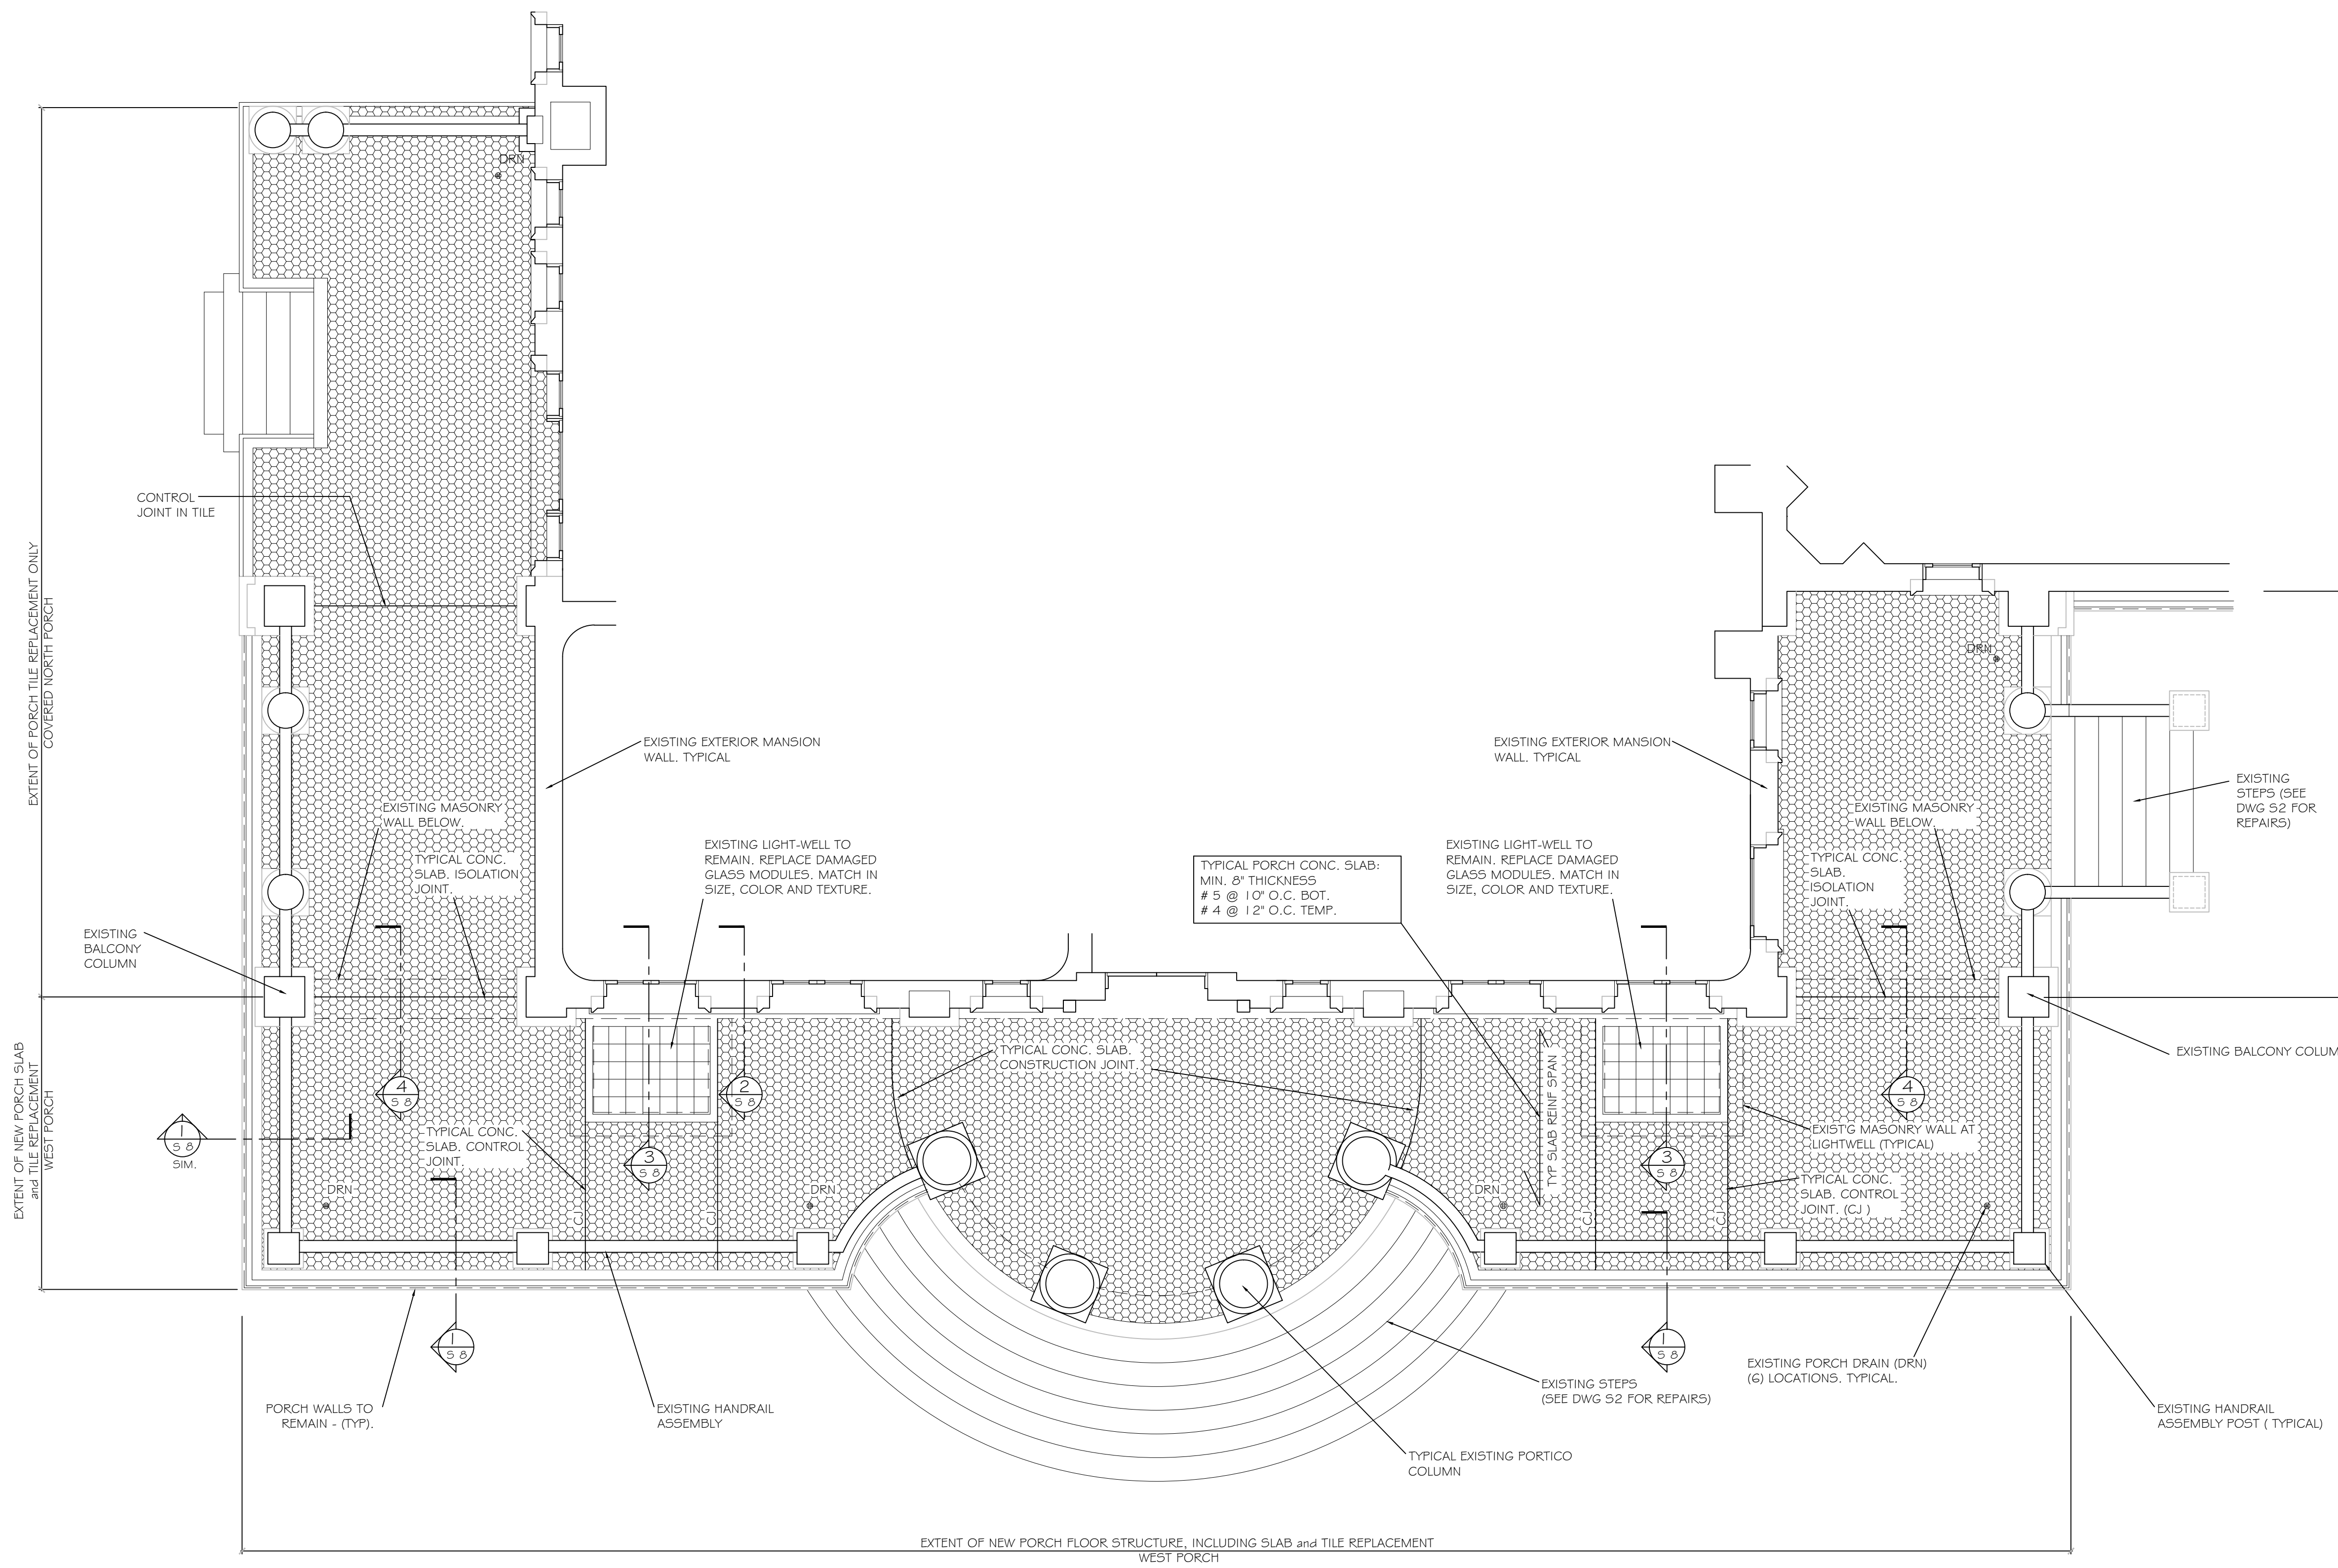 DRN
CONTROL
JOINT IN TILE
EXTENT OF PORCH TILE REPLACEMENT ONLY
COVERED NORTH PORCH
DRN
EXISTING EXTERIOR MANSION
WALL. TYPICAL
EXISTING EXTERIOR MANSION
WALL. TYPICAL
EXISTING
STEPS (SEE
DWG S2 FOR
REPAIRS)
EXISTING MASONRY
WALL BELOW.
EXISTING MASONRY
WALL BELOW.
EXISTING LIGHT-WELL TO
REMAIN. REPLACE DAMAGED
GLASS MODULES. MATCH IN
SIZE, COLOR AND TEXTURE.
TYPICAL PORCH CONC. SLAB:
MIN. 8" THICKNESS
# 5 @ 10" O.C. BOT.
# 4 @ 12" O.C. TEMP.
EXISTING LIGHT-WELL TO
REMAIN. REPLACE DAMAGED
GLASS MODULES. MATCH IN
SIZE, COLOR AND TEXTURE.
TYPICAL CONC.
SLAB. ISOLATION
JOINT.
TYPICAL CONC.
SLAB.
ISOLATION
JOINT.
EXISTING
BALCONY
COLUMN
EXISTING BALCONY COLUM
TYPICAL CONC. SLAB.
CONSTRUCTION JOINT.
TYP SLAB REINF SPAN
4
S 8
2
S 8
4
S 8
EXTENT OF NEW PORCH SLAB
and TILE REPLACEMENT
WEST PORCH
1
S 8
SIM.
TYPICAL CONC.
SLAB. CONTROL
JOINT.
3
S 8
3
S 8
EXIST'G MASONRY WALL AT
LIGHTWELL (TYPICAL)
TYPICAL CONC.
SLAB. CONTROL
JOINT. (CJ )
DRN
DRN
DRN
CJ
CJ
CJ
CJ
1
S 8
1
S 8
EXISTING PORCH DRAIN (DRN)
(6) LOCATIONS. TYPICAL.
EXISTING STEPS
(SEE DWG S2 FOR REPAIRS)
PORCH WALLS TO
REMAIN - (TYP).
EXISTING HANDRAIL
ASSEMBLY
EXISTING HANDRAIL
ASSEMBLY POST ( TYPICAL)
TYPICAL EXISTING PORTICO
COLUMN
EXTENT OF NEW PORCH FLOOR STRUCTURE, INCLUDING SLAB and TILE REPLACEMENT
WEST PORCH